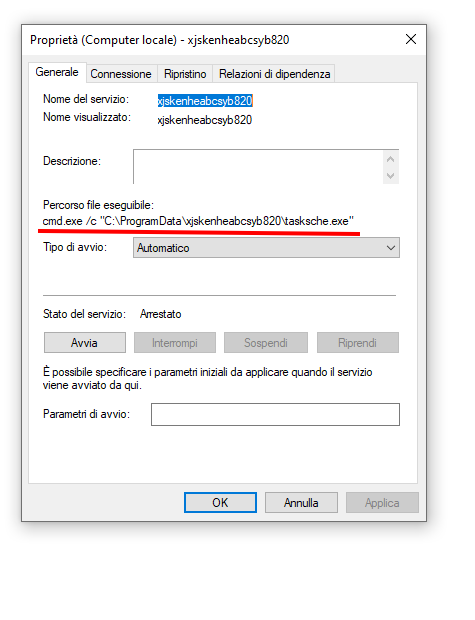 Proprietà (Computer locale) - xjskenheabcsyb820
Generale Connessione Ripristino Relazioni di dipendenza
Nome del servizio: xjskenheabcsyb820
Nome visualizzato: xjskenheabcsyb820
Descrizione:
Percorso file eseguibile:
cmd.exe /c "C:\ProgramData\xjskenheabcsyb820\tasksche.exe"
Tipo di avvio: Automatico
Stato del servizio: Arrestato
Avvia Interrompi Sospendi Riprendi
È possibile specificare i parametri iniziali da applicare quando il servizio
viene avviato da qui.
Parametri di avvio:
OK Annulla Applica